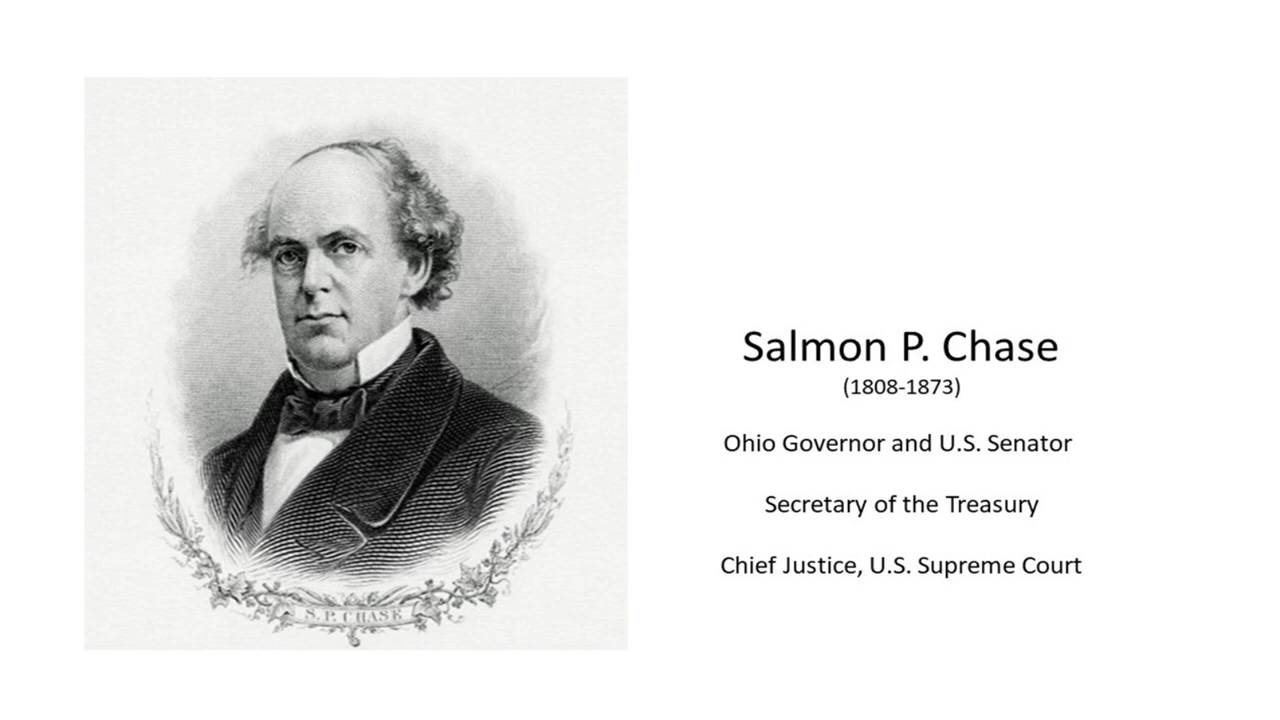 Salmon P. Chase
(1808-1873)
Ohio Governor and U.S. Senator
Secretary of the Treasury
Chief Justice, U.S. Supreme Court
S. P. CHASE